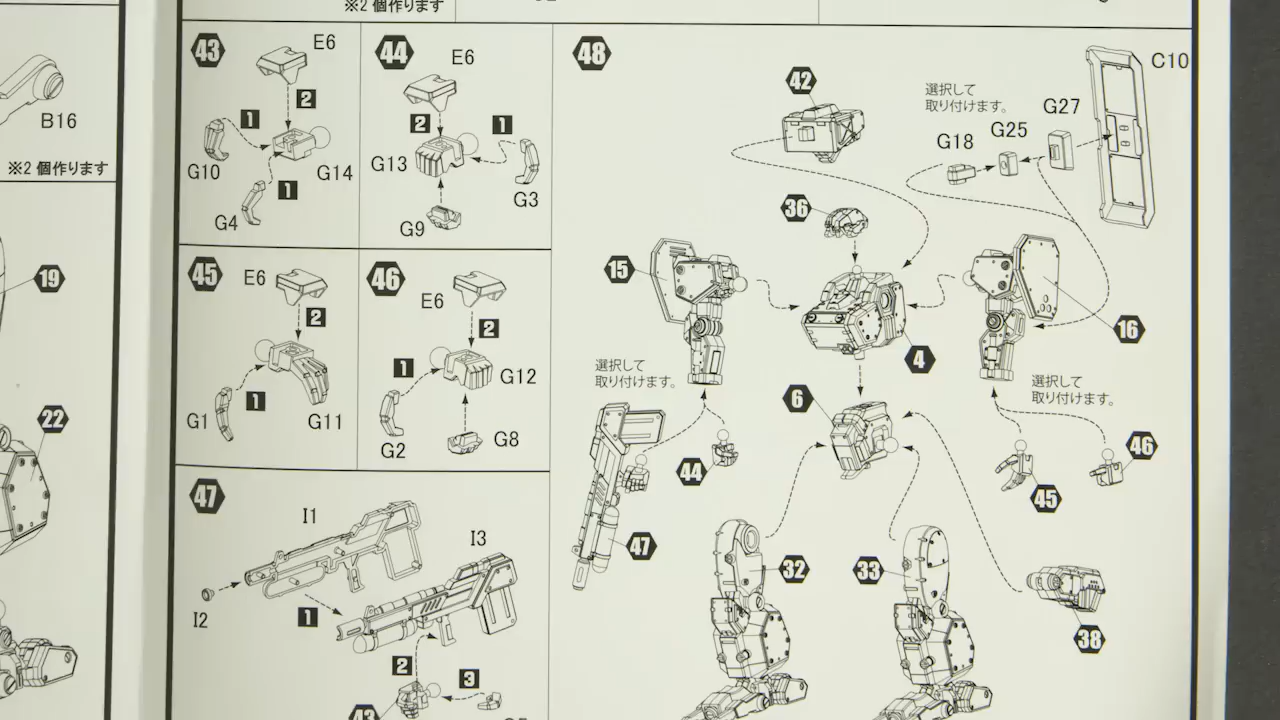 ※2 個作ります
B16
※2 個作ります
19
22
43
E6
2
1
G10
G14
1
G4
44
E6
2
1
G13
G3
G9
45
E6
2
1
G1
G11
46
E6
2
1
G12
G2
G8
47
I1
I3
I2
1
2
3
43
48
42
選択して
取り付けます。
C10
G27
G25
G18
36
15
16
4
選択して
取り付けます。
6
選択して
取り付けます。
44
46
45
47
32
33
38